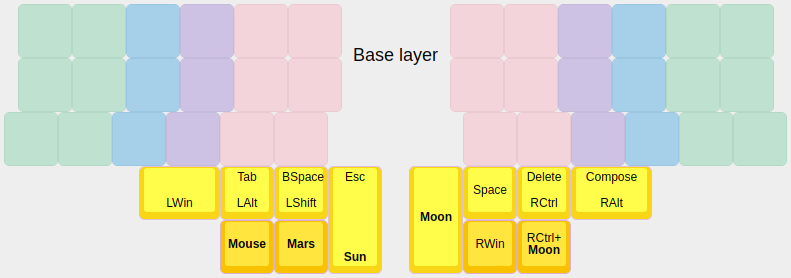 Base layer
Tab
LAlt
BSpace
LShift
Esc
Sun
LWin
Moon
Space
Delete
RCtrl
Compose
RAlt
Mouse
Mars
RWin
RCtrl+
Moon